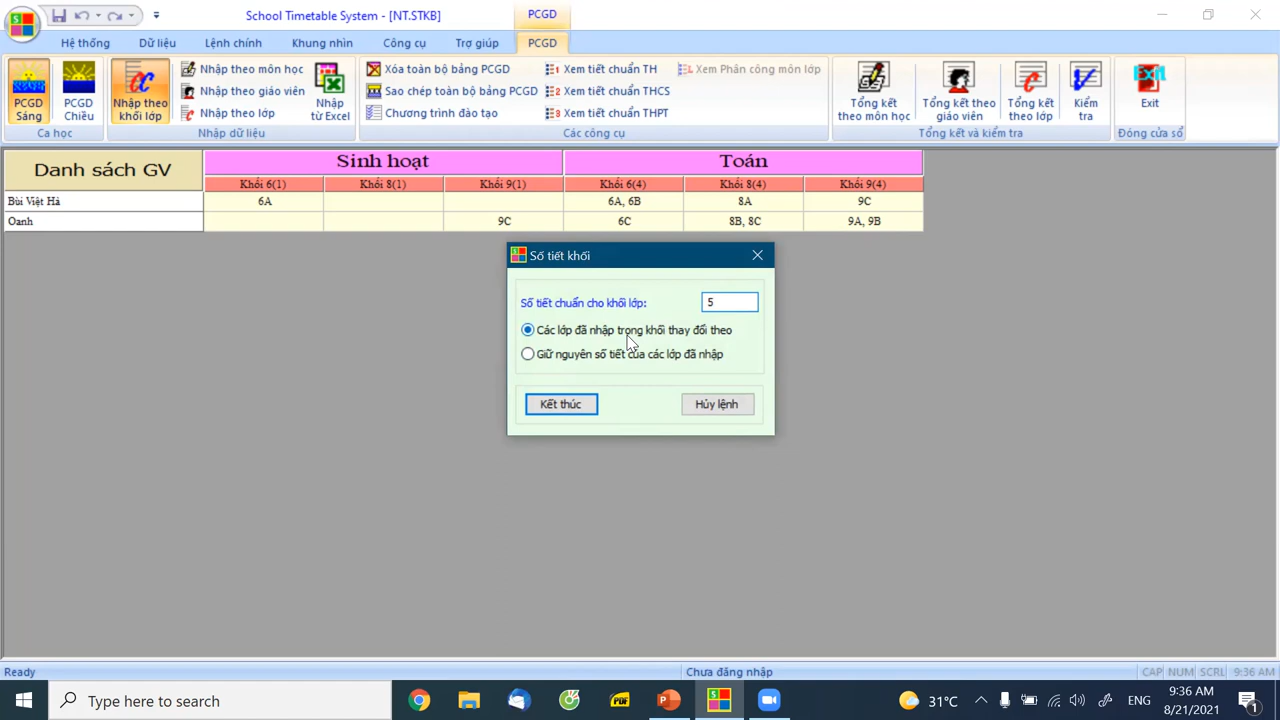 School Timetable System - [NT.STKB]
PCGD
Hệ thống
Dữ liệu
Lệnh chính
Khung nhìn
Công cụ
Trợ giúp
PCGD
PCGD Sáng
PCGD Chiều
Ca học
Nhập theo khối lớp
Nhập theo môn học
Nhập theo giáo viên
Nhập theo lớp
Nhập từ Excel
Nhập dữ liệu
Xóa toàn bộ bảng PCGD
Sao chép toàn bộ bảng PCGD
Chương trình đào tạo
Xem tiết chuẩn TH
Xem tiết chuẩn THCS
Xem tiết chuẩn THPT
Xem Phân công môn lớp
Các công cụ
Tổng kết theo môn học
Tổng kết theo giáo viên
Tổng kết theo lớp
Kiểm tra
Tổng kết và kiểm tra
Exit
Đóng cửa sổ
Danh sách GV
Sinh hoạt
Toán
Khối 6(1)
Khối 8(1)
Khối 9(1)
Khối 6(4)
Khối 8(4)
Khối 9(4)
Bùi Việt Hà
6A
6A, 6B
8A
9C
Oanh
9C
6C
8B, 8C
9A, 9B
Số tiết khối
Số tiết chuẩn cho khối lớp:
5
Các lớp đã nhập trong khối thay đổi theo
Giữ nguyên số tiết của các lớp đã nhập
Kết thúc
Hủy lệnh
Ready
Chưa đăng nhập
CAP NUM SCRL 9:36 AM
Type here to search
31°C
ENG
9:36 AM
8/21/2021
1